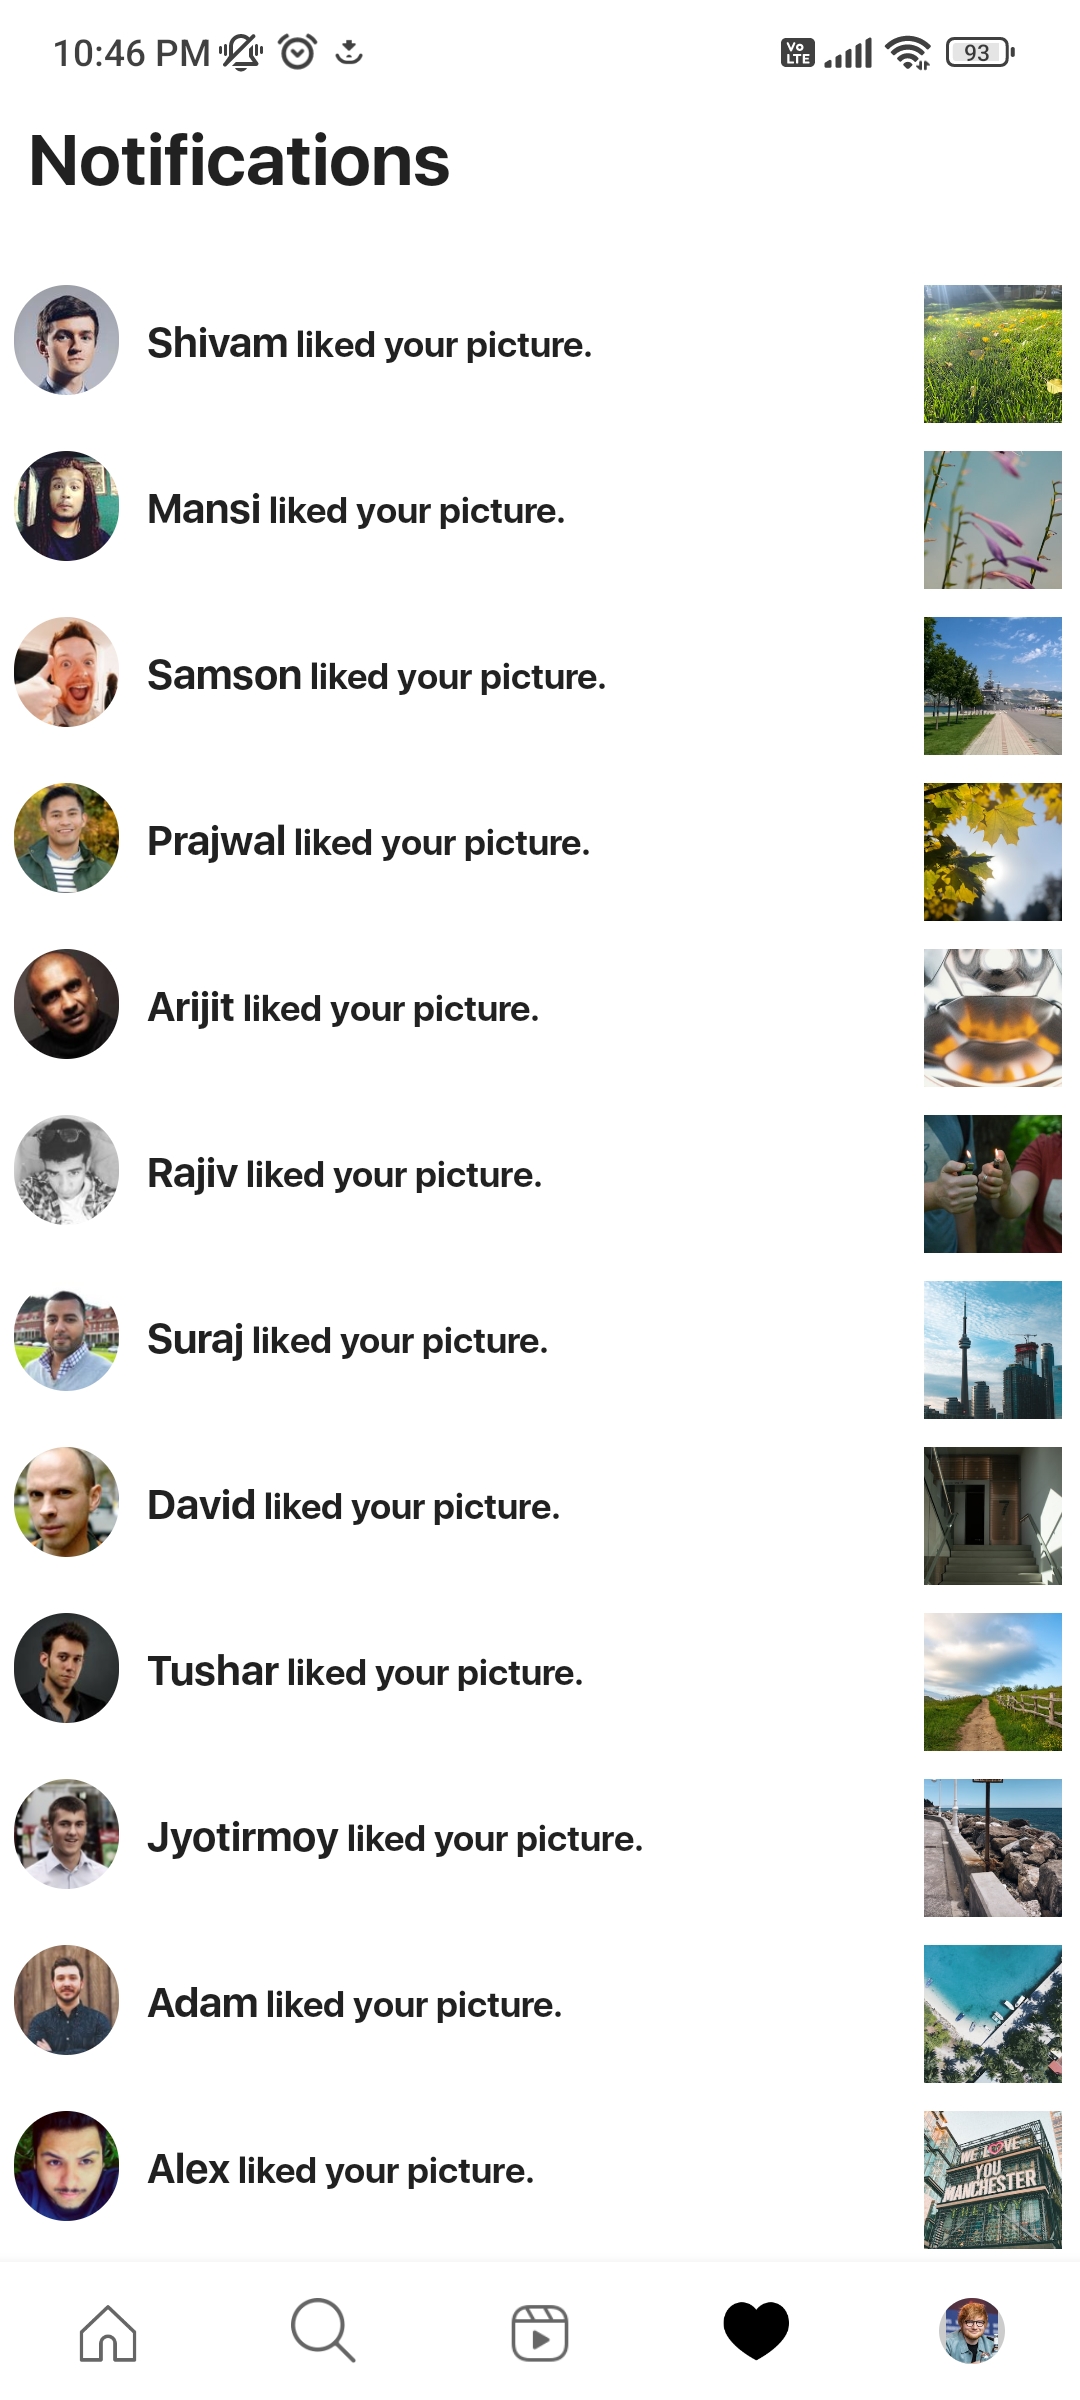 10:46 PM
Vo LTE
93
Notifications
Shivam liked your picture.
Mansi liked your picture.
Samson liked your picture.
Prajwal liked your picture.
Arijit liked your picture.
Rajiv liked your picture.
Suraj liked your picture.
David liked your picture.
7
Tushar liked your picture.
Jyotirmoy liked your picture.
Adam liked your picture.
Alex liked your picture.
WE LOVE
YOU
MANCHESTER